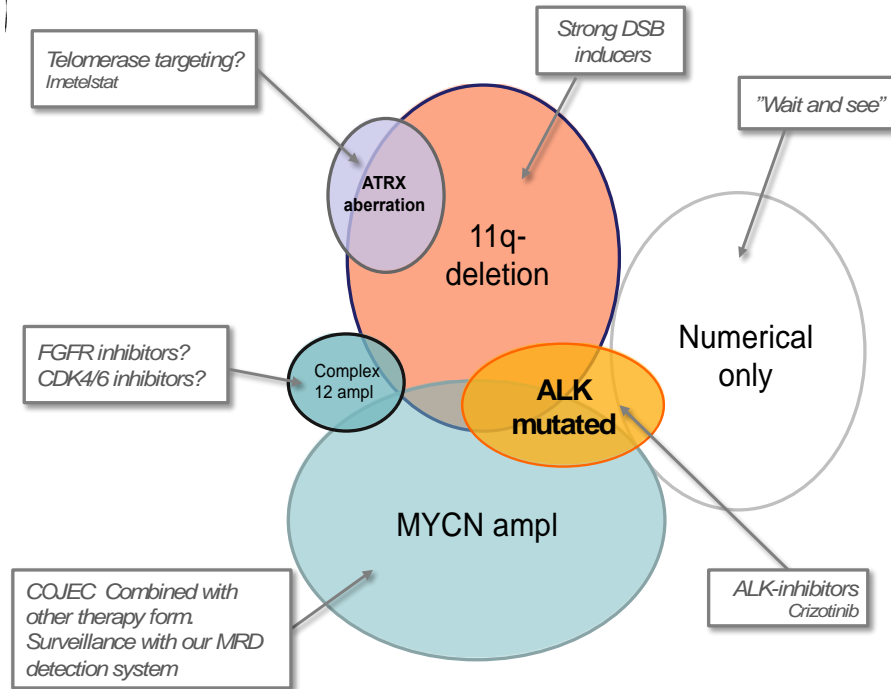 Strong DSB
inducers
Telomerase targeting?
Imetelstat
"Wait and see"
ATRX
aberration
11q-
deletion
Numerical
only
FGFR inhibitors?
CDK4/6 inhibitors?
Complex
12 ampl
ALK
mutated
MYCN ampl
COJEC Combined with
other therapy form.
Surveillance with our MRD
detection system
ALK-inhibitors
Crizotinib